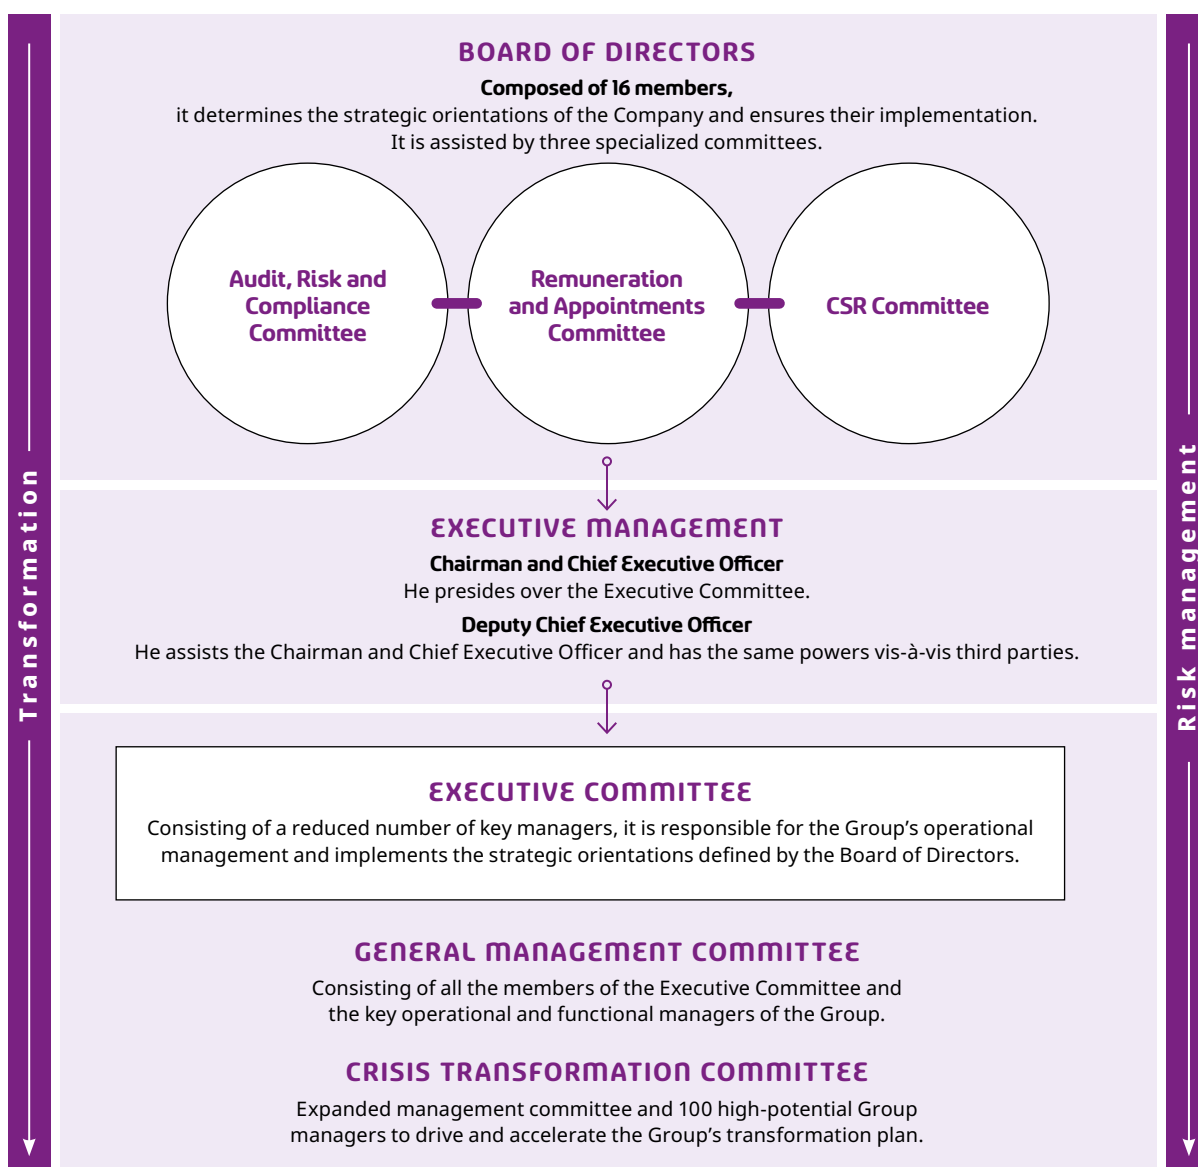 BOARD OF DIRECTORS
Composed of 16 members,
it determines the strategic orientations of the Company and ensures their implementation.
It is assisted by three specialized committees.
Audit, Risk and
Compliance
Committee
Remuneration
and Appointments
Committee
CSR Committee
Transformation
Risk management
EXECUTIVE MANAGEMENT
Chairman and Chief Executive Officer
He presides over the Executive Committee.
Deputy Chief Executive Officer
He assists the Chairman and Chief Executive Officer and has the same powers vis-à-vis third parties.
EXECUTIVE COMMITTEE
Consisting of a reduced number of key managers, it is responsible for the Group’s operational
management and implements the strategic orientations defined by the Board of Directors.
GENERAL MANAGEMENT COMMITTEE
Consisting of all the members of the Executive Committee and
the key operational and functional managers of the Group.
CRISIS TRANSFORMATION COMMITTEE
Expanded management committee and 100 high-potential Group
managers to drive and accelerate the Group’s transformation plan.